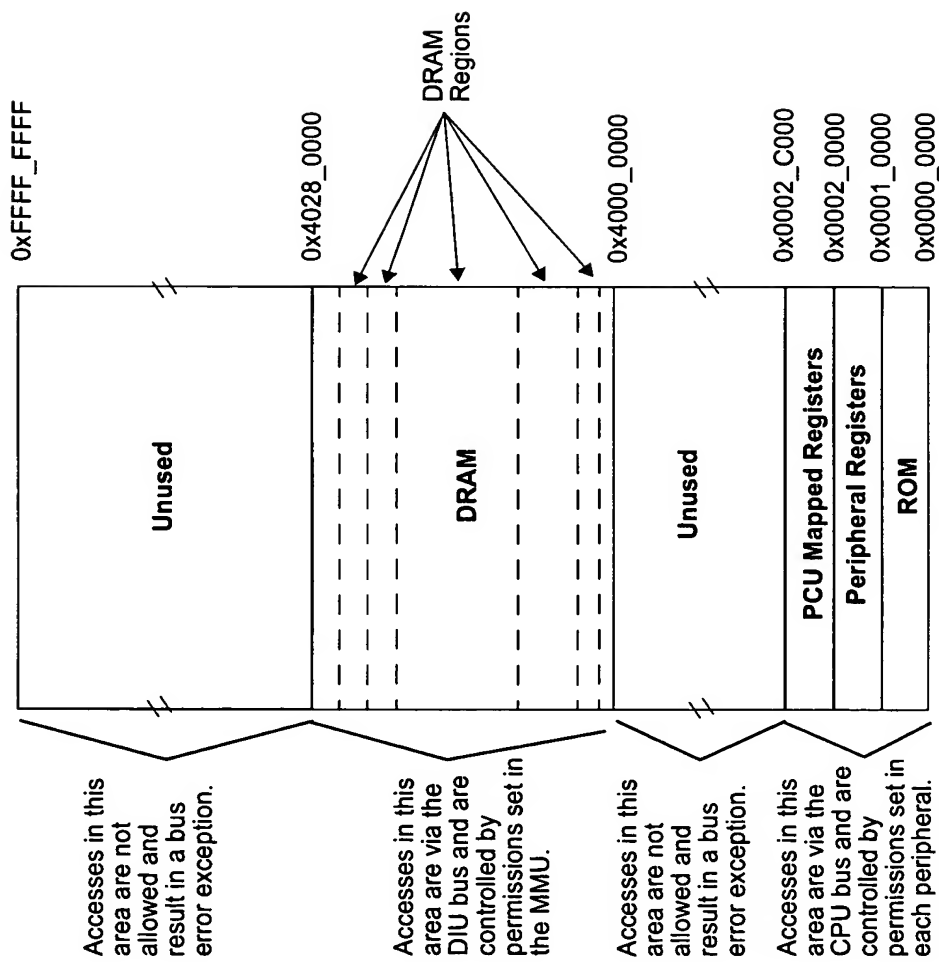 0xFFFF_FFFF
Unused
Accesses in this
area are not
allowed and
result in a bus
error exception.
0x4028_0000
DRAM
Regions
DRAM
Accesses in this
area are via the
DIU bus and are
controlled by
permissions set in
the MMU.
0x4000_0000
Unused
Accesses in this
area are not
allowed and
result in a bus
error exception.
0x0002_C000
PCU Mapped Registers
0x0002_0000
Peripheral Registers
0x0001_0000
ROM
0x0000_0000
Accesses in this
area are via the
CPU bus and are
controlled by
permissions set in
each peripheral.